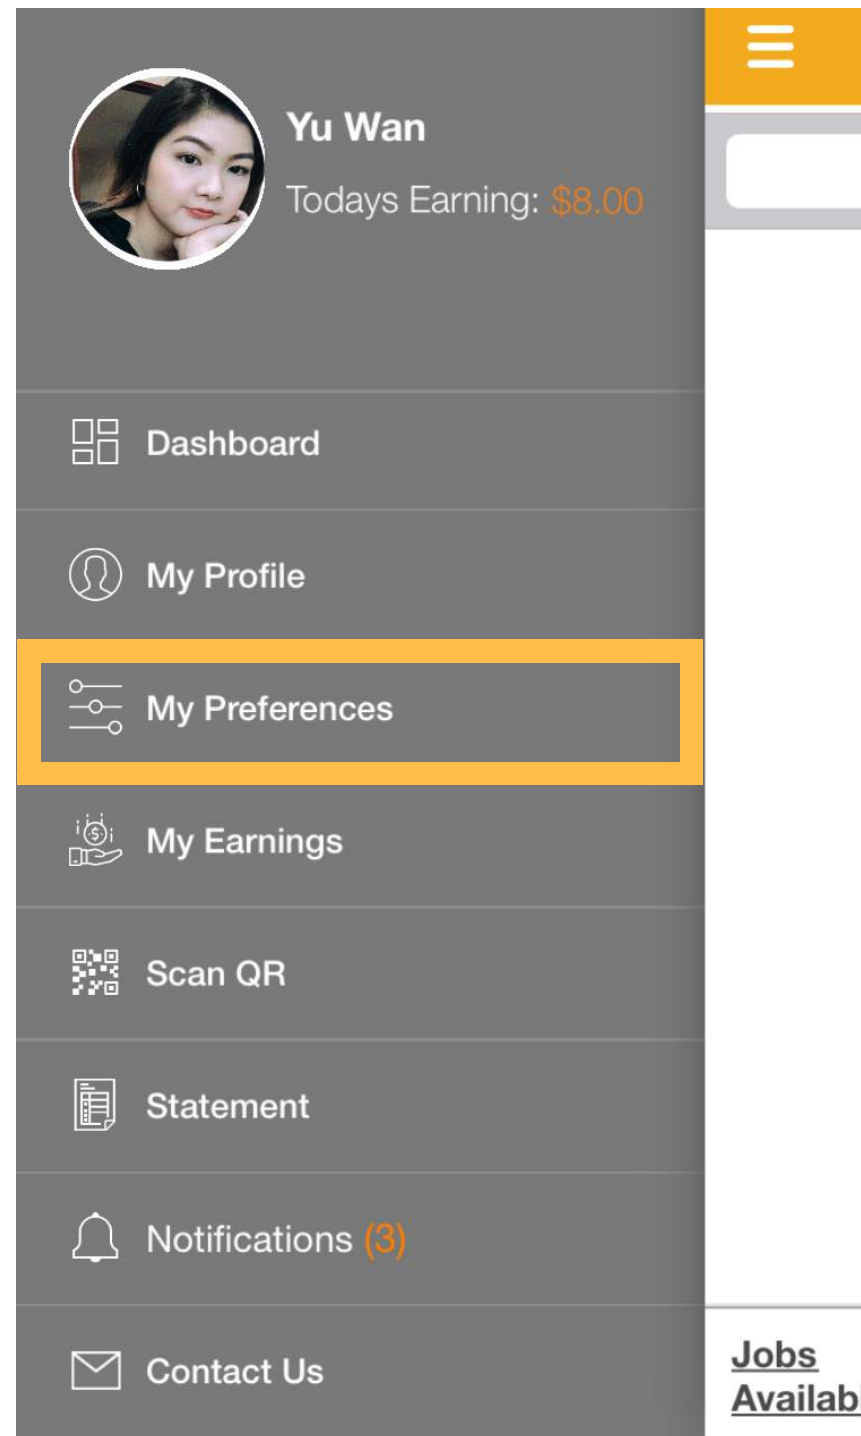 Yu Wan
Todays Earning: $8.00
Dashboard
My Profile
My Preferences
My Earnings
Scan QR
Statement
Notifications (3)
Contact Us
Jobs